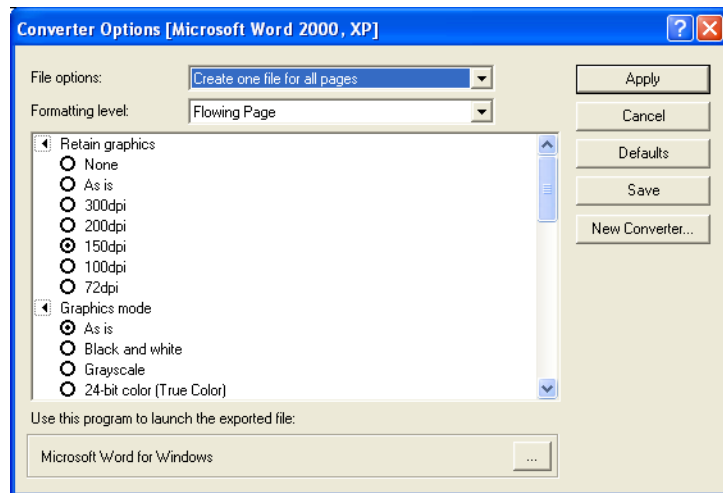 Converter Options [Microsoft Word 2000, XP]
File options:
Create one file for all pages
Apply
Formatting level:
Flowing Page
Cancel
Retain graphics
None
As is
300dpi
200dpi
150dpi
100dpi
72dpi
Graphics mode
As is
Black and white
Grayscale
24-bit color (True Color)
Defaults
Save
New Converter...
Use this program to launch the exported file:
Microsoft Word for Windows
...